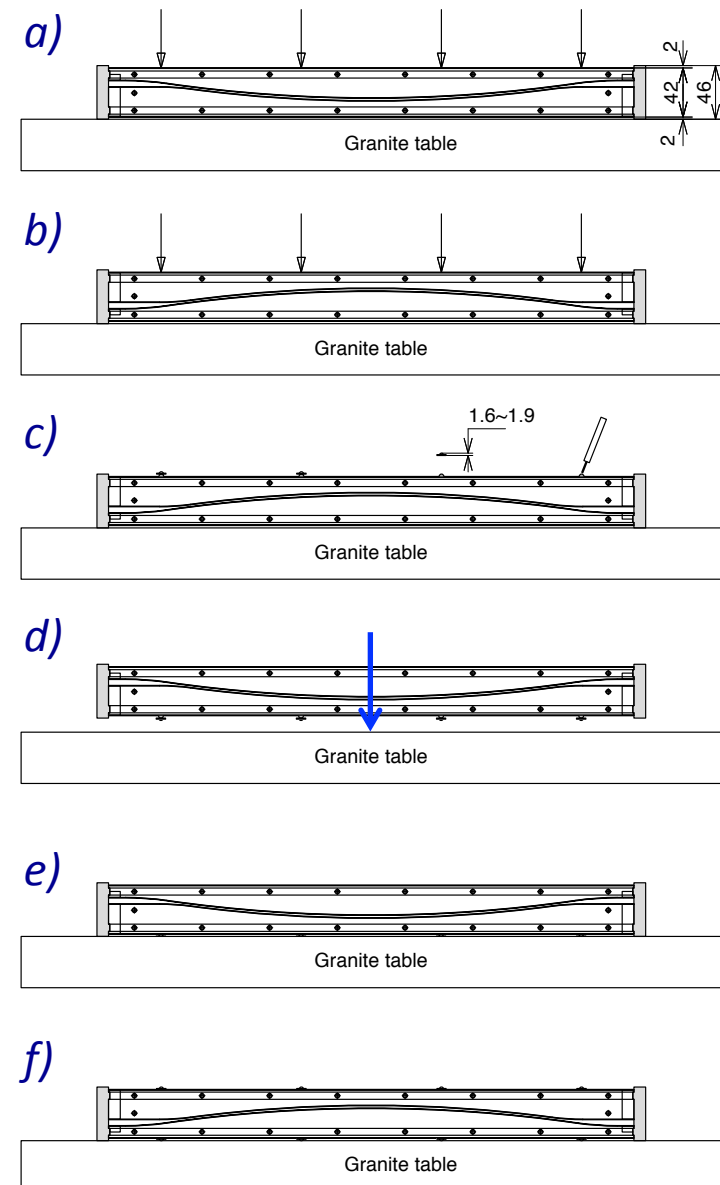 a)
2
42
46
2
Granite table
b)
Granite table
c)
1.6~1.9
Granite table
d)
Granite table
e)
Granite table
f)
Granite table